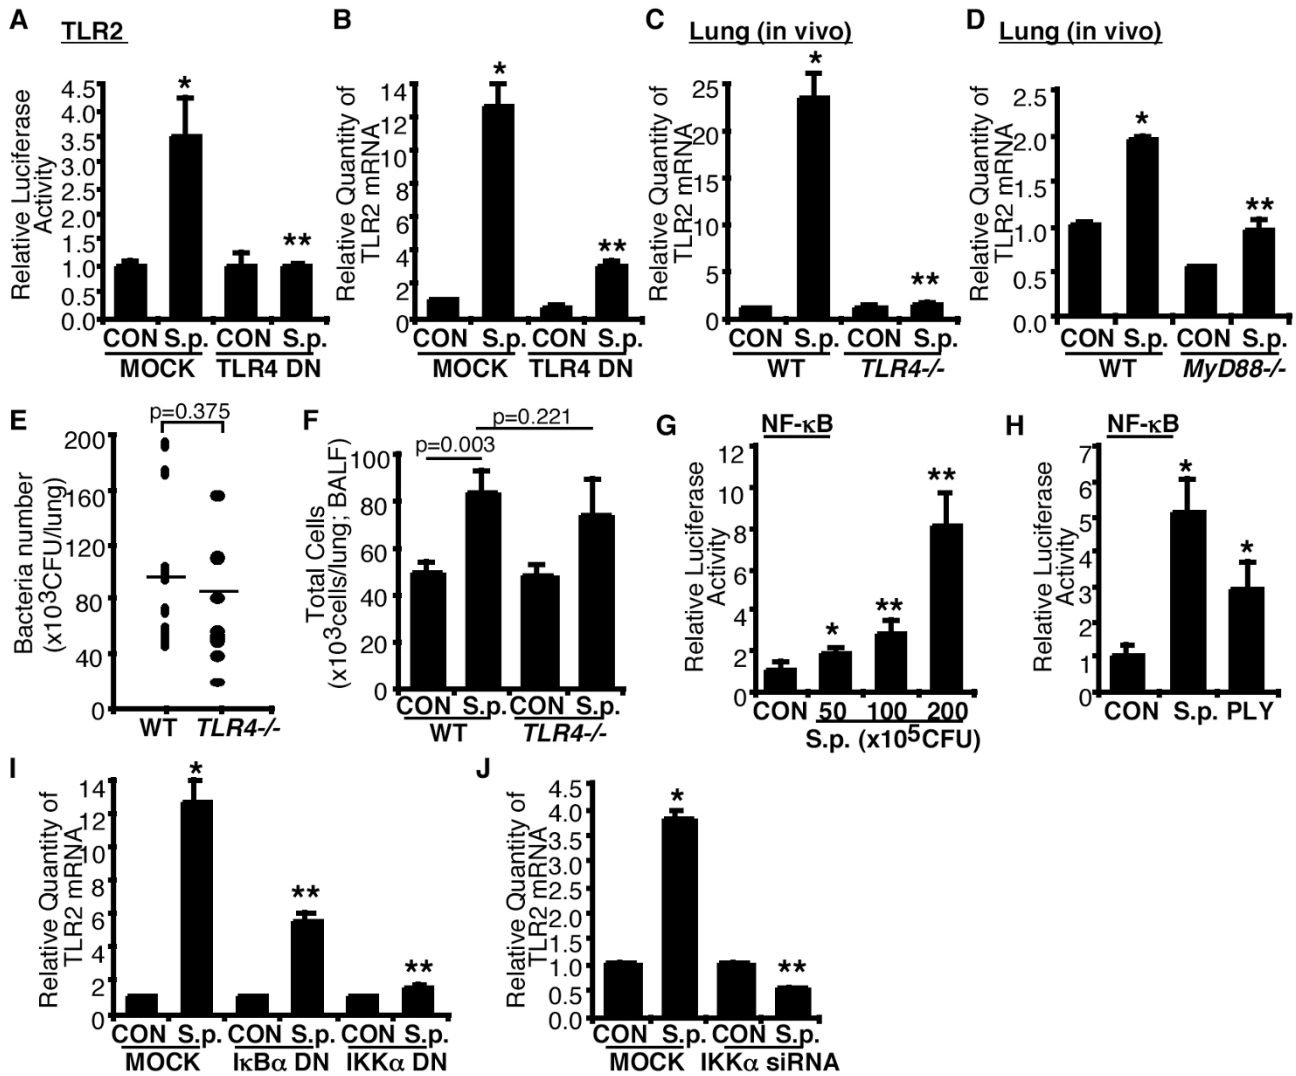 A TLR2
Relative Luciferase
Activity
4.5
4.0
3.5
3.0
2.5
2.0
1.5
1.0
0.5
0.0
*
**
CON S.p. CON S.p.
MOCK TLR4 DN
B
Relative Quantity of
TLR2 mRNA
14
12
10
8
6
4
2
0
*
**
CON S.p. CON S.p.
MOCK TLR4 DN
C Lung (in vivo)
Relative Quantity of
TLR2 mRNA
25
20
15
10
5
0
*
**
CON S.p. CON S.p.
WT TLR4-/-
D Lung (in vivo)
Relative Quantity of
TLR2 mRNA
2.5
2.0
1.5
1.0
0.5
0.0
*
**
CON S.p. CON S.p.
WT MyD88-/-
E
p=0.375
Bacteria number
(x10³CFU/lung)
200
160
120
80
40
0
WT TLR4-/-
F
p=0.221
p=0.003
Total Cells
(x10³cells/lung; BALF)
100
80
60
40
20
0
CON S.p. CON S.p.
WT TLR4-/-
G NF-κB
Relative Luciferase
Activity
12
10
8
6
4
2
0
*
**
**
CON 50 100 200
S.p. (x10⁵CFU)
H NF-κB
Relative Luciferase
Activity
7
6
5
4
3
2
1
0
*
*
CON S.p. PLY
I
Relative Quantity of
TLR2 mRNA
14
12
10
8
6
4
2
0
*
**
**
CON S.p. CON S.p. CON S.p.
MOCK IκBα DN IKKα DN
J
Relative Quantity of
TLR2 mRNA
4.5
4.0
3.5
3.0
2.5
2.0
1.5
1.0
0.5
0.0
*
**
CON S.p. CON S.p.
MOCK IKKα siRNA